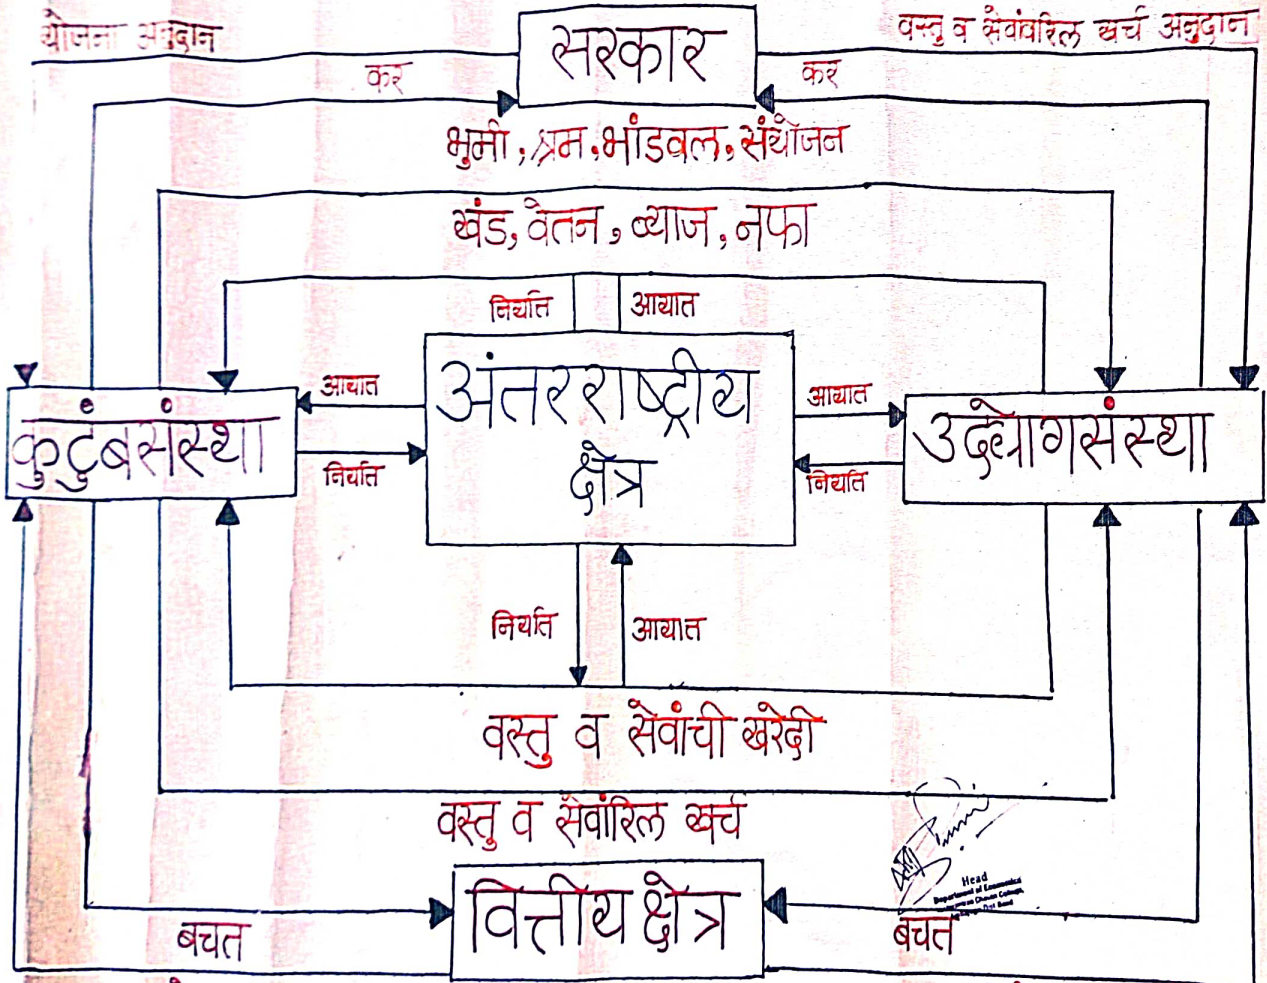 योजना अनुदान
सरकार
वस्तु व सेवांवरिल खर्च अनुदान
कर
कर
भुमी, श्रम, भांडवल, संयोजन
खंड, वेतन, व्याज, नफा
निर्यात
आयात
आयात
अंतरराष्ट्रीय
क्षेत्र
आयात
कुटुंबसंस्था
उद्योगसंस्था
निर्यात
निर्यात
निर्यात
आयात
वस्तु व सेवांची खरेदी
वस्तु व सेवांरिल खर्च
Head
Department of Economics
वित्तीय क्षेत्र
बचत
बचत